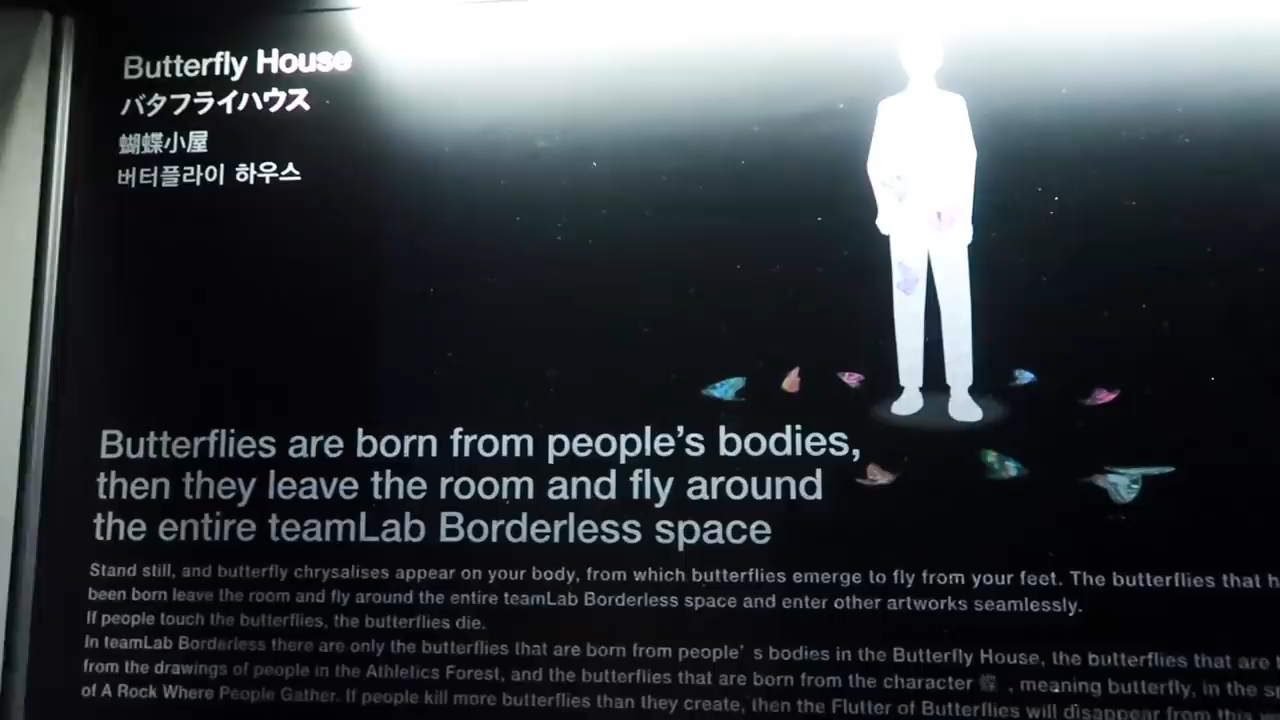 Butterfly House
バタフライハウス
蝴蝶小屋
버터플라이 하우스
Butterflies are born from people's bodies,
then they leave the room and fly around
the entire teamLab Borderless space
Stand still, and butterfly chrysalises appear on your body, from which butterflies emerge to fly from your feet. The butterflies that
been born leave the room and fly around the entire teamLab Borderless space and enter other artworks seamlessly.
If people touch the butterflies, the butterflies die.
In teamLab Borderless there are only the butterflies that are born from people' s bodies in the Butterfly House, the butterflies that are
from the drawings of people in the Athletics Forest, and the butterflies that are born from the character 蝶 , meaning butterfly, in the
of A Rock Where People Gather. If people kill more butterflies than they create, then the Flutter of Butterflies will disappear from this